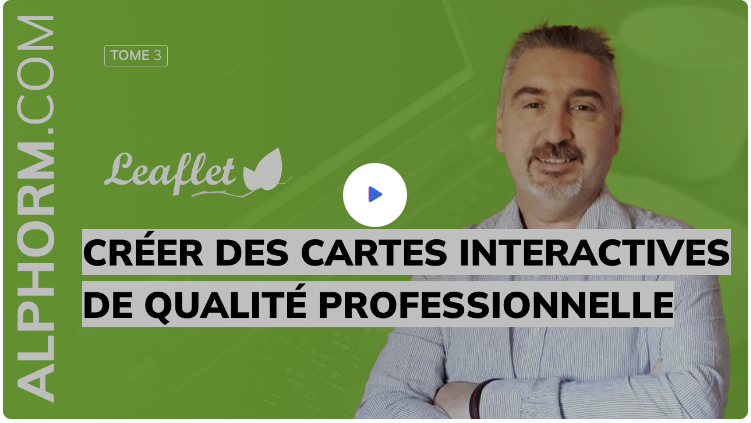 ALPHORM.COM
TOME 3
Leaflet
CRÉER DES CARTES INTERACTIVES
DE QUALITÉ PROFESSIONNELLE